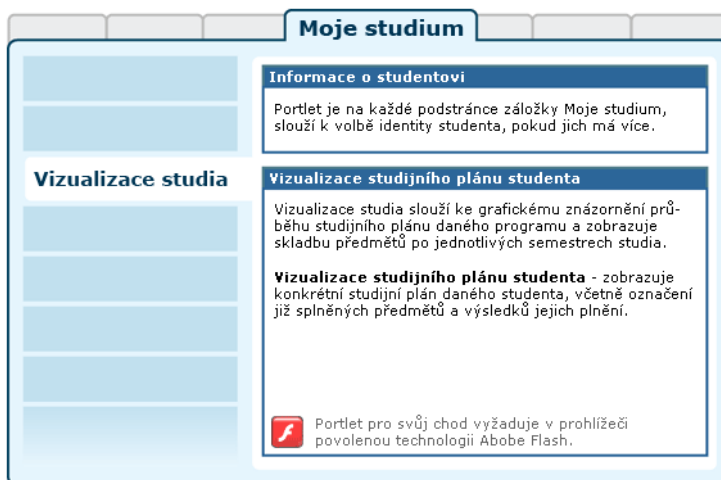 Moje studium
Informace o studentovi
Portlet je na každé podstránce záložky Moje studium,
slouží k volbě identity studenta, pokud jich má více.
Vizualizace studia
Vizualizace studijního plánu studenta
Vizualizace studia slouží ke grafickému znázornění prů-
běhu studijního plánu daného programu a zobrazuje
skladbu předmětů po jednotlivých semestrech studia.
Vizualizace studijního plánu studenta - zobrazuje
konkrétní studijní plán daného studenta, včetně označení
již splněných předmětů a výsledků jejich plnění.
Portlet pro svůj chod vyžaduje v prohlížeči
povolenou technologii Abobe Flash.